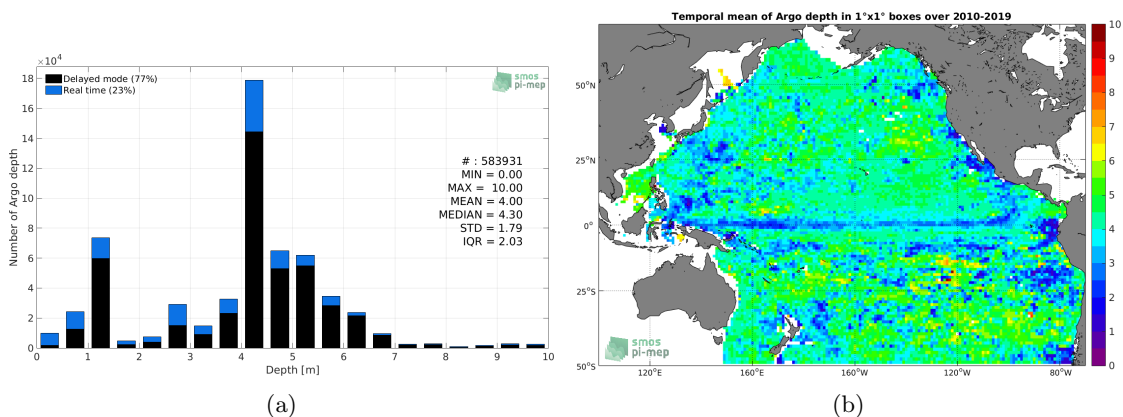 ×10⁴
18
16
14
12
10
8
6
4
2
0
Number of Argo depth
Delayed mode (77%)
Real time (23%)
smos
pi-mep
# : 583931
MIN = 0.00
MAX = 10.00
MEAN = 4.00
MEDIAN = 4.30
STD = 1.79
IQR = 2.03
0 1 2 3 4 5 6 7 8 9 10
Depth [m]
(a)
Temporal mean of Argo depth in 1°x1° boxes over 2010-2019
50°N
25°N
0°
25°S
50°S
120°E 160°E 160°W 120°W 80°W
smos
pi-mep
10
9
8
7
6
5
4
3
2
1
0
(b)